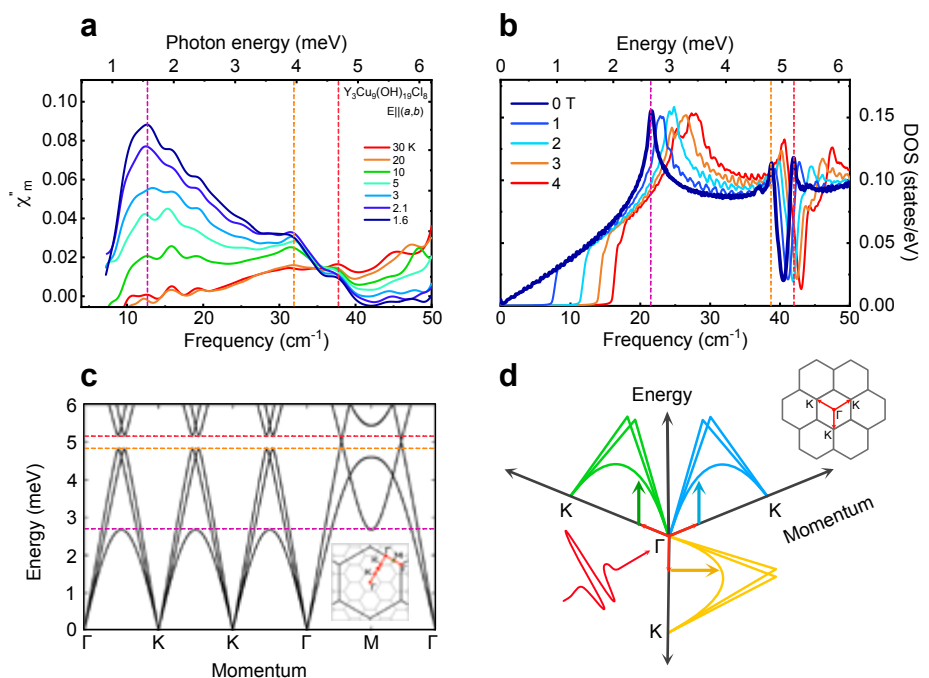 a
Photon energy (meV)
1 2 3 4 5 6
χ"m
0.10
0.08
0.06
0.04
0.02
0.00
Y3Cu9(OH)19Cl8
E||(a,b)
30 K
20
10
5
3
2.1
1.6
10 20 30 40 50
Frequency (cm-1)
b
Energy (meV)
0 1 2 3 4 5 6
0 T
1
2
3
4
0.15
0.10
0.05
0.00
DOS (states/eV)
0 10 20 30 40 50
Frequency (cm-1)
c
Energy (meV)
6
5
4
3
2
1
0
Γ K K Γ M Γ
Momentum
Γ
M
K
K
Γ
d
Energy
K
K
Γ
K
Momentum
K
K
Γ
K